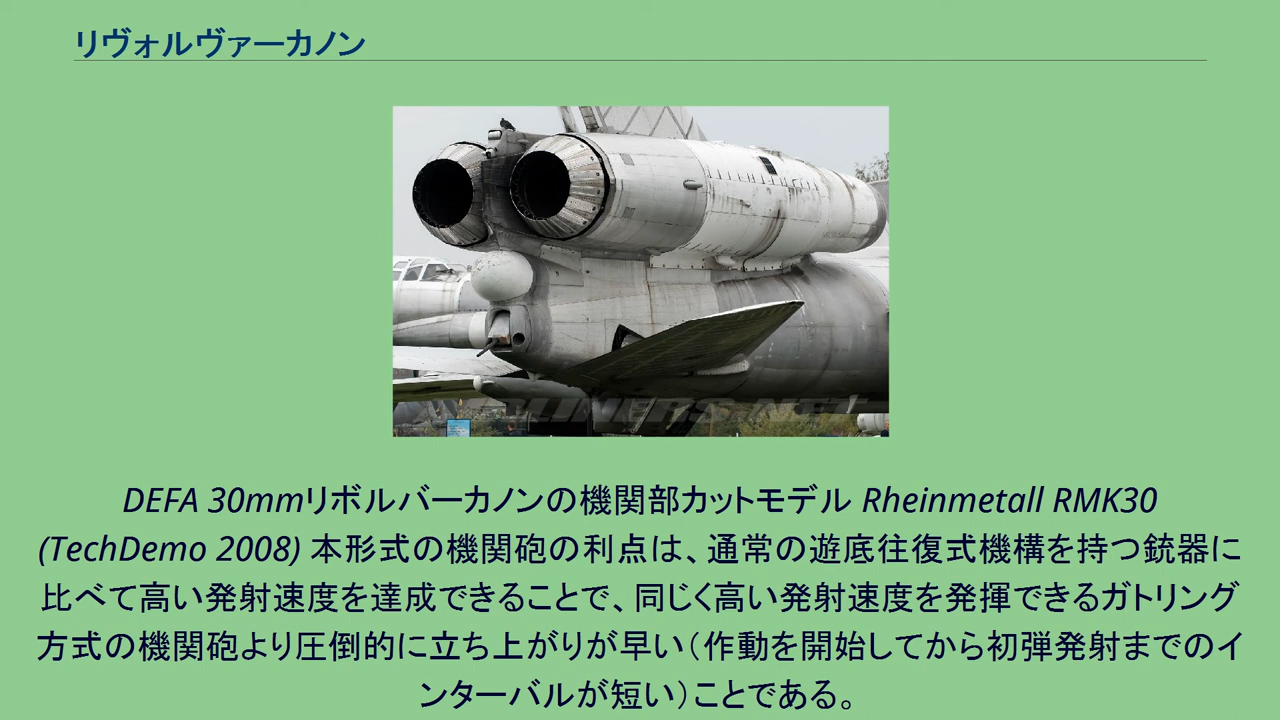 リヴォルヴァーカノン
DEFA 30mmリボルバーカノンの機関部カットモデル Rheinmetall RMK30
(TechDemo 2008) 本形式の機関砲の利点は、通常の遊底往復式機構を持つ銃器に
比べて高い発射速度を達成できることで、同じく高い発射速度を発揮できるガトリング
方式の機関砲より圧倒的に立ち上がりが早い（作動を開始してから初弾発射までのイ
ンターバルが短い）ことである。